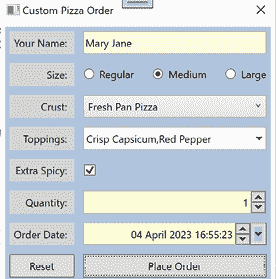 Custom Pizza Order
Your Name: Mary Jane
Size: Regular Medium Large
Crust: Fresh Pan Pizza
Toppings: Crisp Capsicum,Red Pepper
Extra Spicy:
Quantity: 1
Order Date: 04 April 2023 16:55:23
Reset Place Order